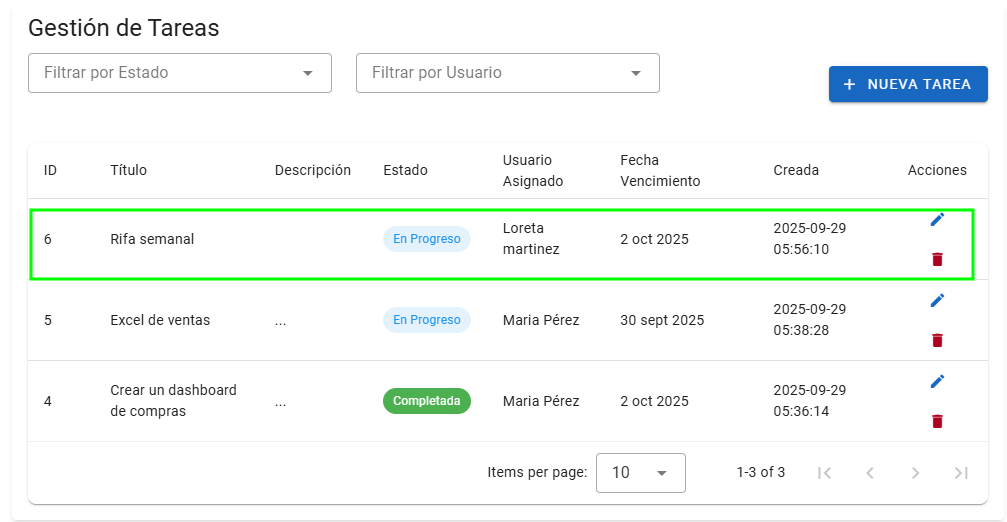 Gestión de Tareas
Filtrar por Estado
Filtrar por Usuario
+ NUEVA TAREA
ID Título Descripción Estado Usuario Asignado Fecha Vencimiento Creada Acciones
6 Rifa semanal En Progreso Loreta martinez 2 oct 2025 2025-09-29 05:56:10
5 Excel de ventas ... En Progreso Maria Pérez 30 sept 2025 2025-09-29 05:38:28
4 Crear un dashboard de compras ... Completada Maria Pérez 2 oct 2025 2025-09-29 05:36:14
Items per page: 10 1-3 of 3